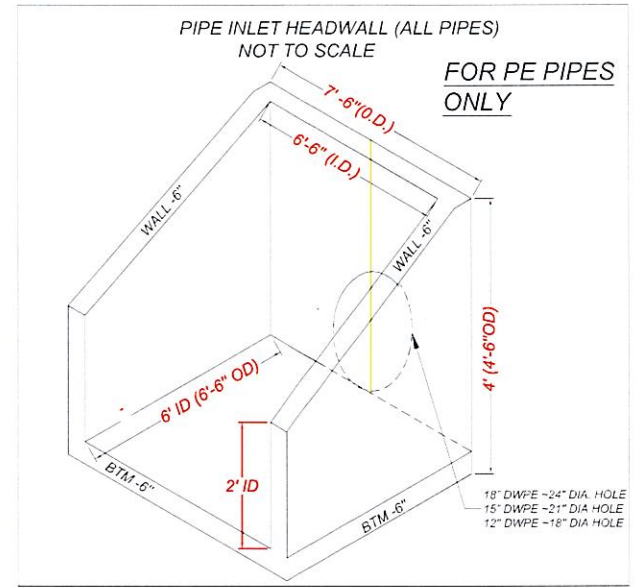 PIPE INLET HEADWALL (ALL PIPES)
NOT TO SCALE
FOR PE PIPES
ONLY
7'-6"(O.D.)
6'-6" (I.D.)
WALL -6"
WALL -6"
4' (4'-6"OD)
6' ID (6'-6" OD)
2' ID
BTM -6"
BTM -6"
18" DWPE ~24" DIA. HOLE
15" DWPE ~21" DIA. HOLE
12" DWPE ~18" DIA HOLE